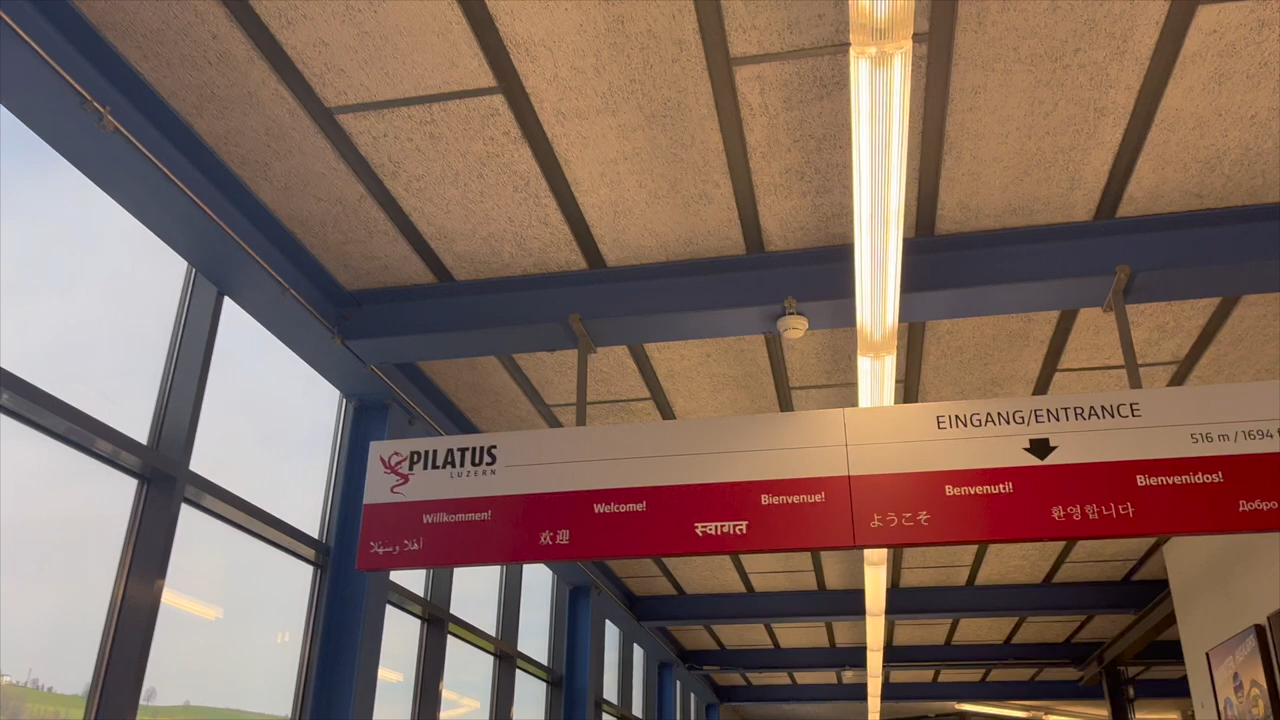 PILATUS
LUZERN
EINGANG/ENTRANCE
516 m / 1694
Willkommen!
Welcome!
Bienvenue!
Benvenuti!
Bienvenidos!
أهلا وسهلا
欢迎
स्वागत
ようこそ
환영합니다
Добро